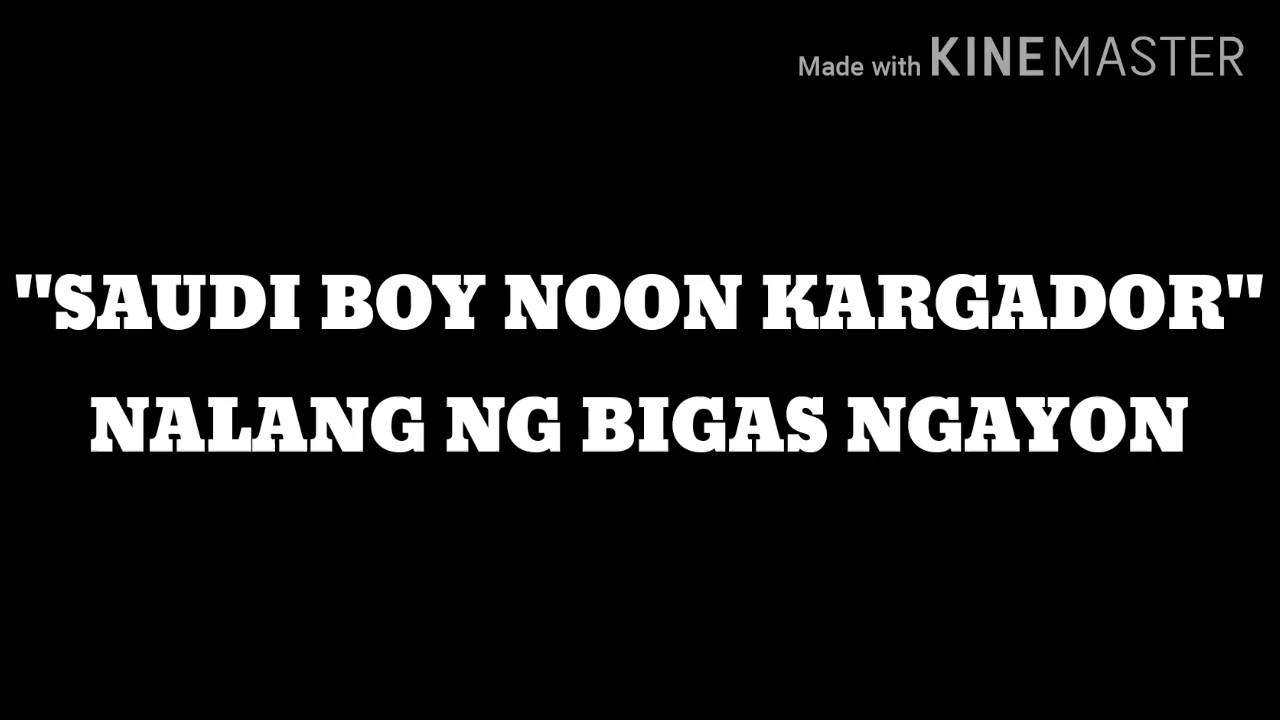 Made with KINEMASTER
"SAUDI BOY NOON KARGADOR"
NALANG NG BIGAS NGAYON